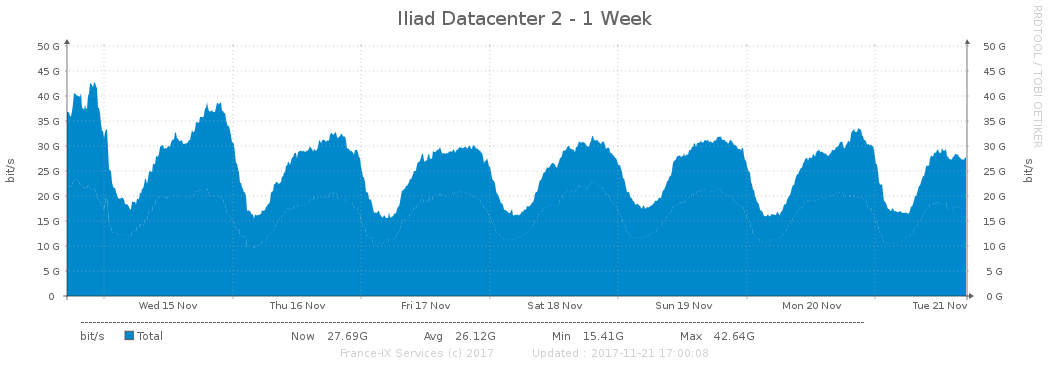 Iliad Datacenter 2 - 1 Week
RRDTOOL / TOBI OETIKER
50 G 50 G
45 G 45 G
40 G 40 G
35 G 35 G
30 G 30 G
25 G 25 G
20 G 20 G
15 G 15 G
10 G 10 G
5 G 5 G
0 0 G
bit/s bit/s
Wed 15 Nov Thu 16 Nov Fri 17 Nov Sat 18 Nov Sun 19 Nov Mon 20 Nov Tue 21 Nov
bit/s Total Now 27.69G Avg 26.12G Min 15.41G Max 42.64G
France-IX Services (c) 2017 Updated : 2017-11-21 17:00:08